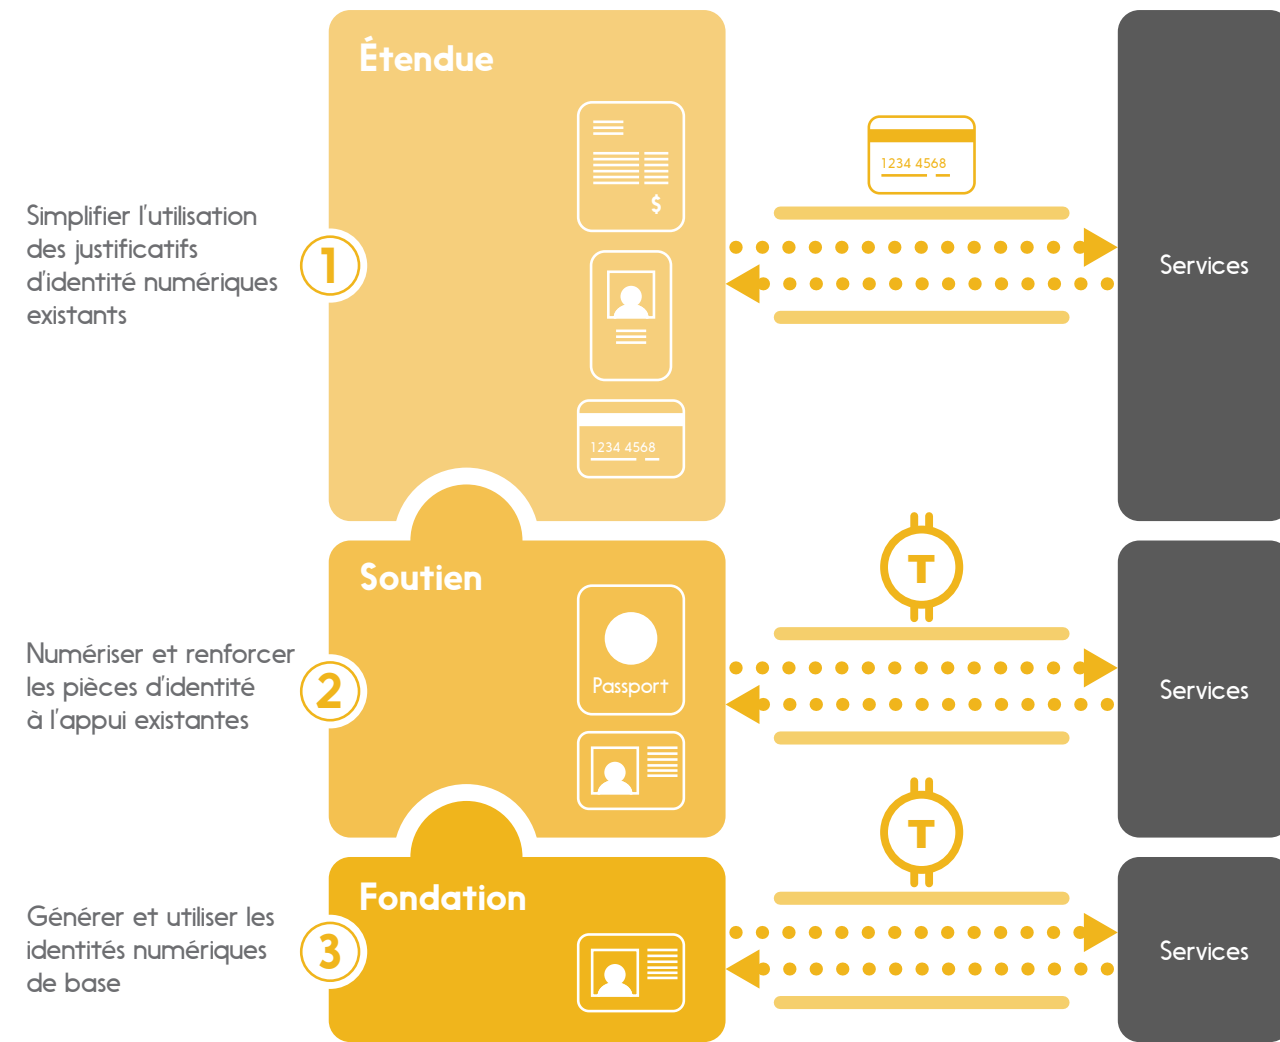 Étendue
$
1234 4568
Simplifier l'utilisation
des justificatifs
d'identité numériques
existants
1
1234 4568
Services
Soutien
Passport
T
Numériser et renforcer
les pièces d'identité
à l'appui existantes
2
Services
Fondation
T
Générer et utiliser les
identités numériques
de base
3
Services